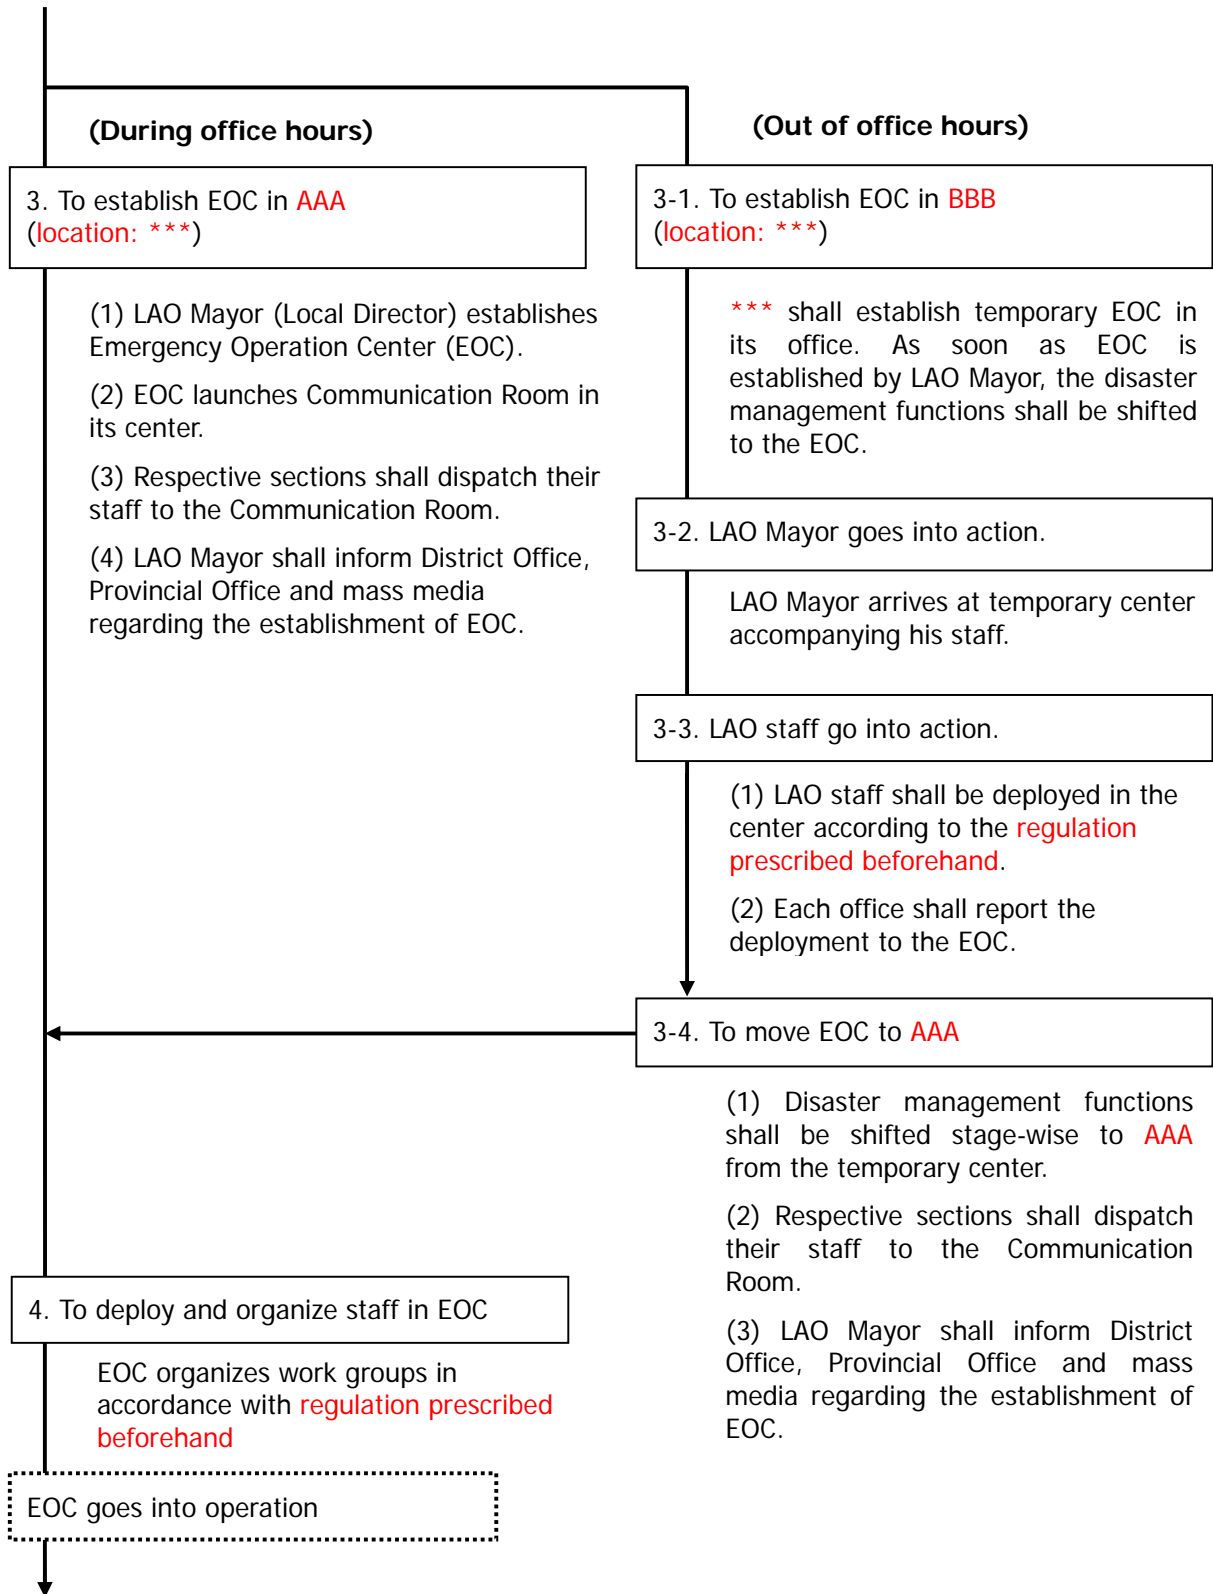 (During office hours)
3. To establish EOC in AAA
(location: ***)
(1) LAO Mayor (Local Director) establishes
Emergency Operation Center (EOC).
(2) EOC launches Communication Room in
its center.
(3) Respective sections shall dispatch their
staff to the Communication Room.
(4) LAO Mayor shall inform District Office,
Provincial Office and mass media
regarding the establishment of EOC.
(Out of office hours)
3-1. To establish EOC in BBB
(location: ***)
*** shall establish temporary EOC in
its office. As soon as EOC is
established by LAO Mayor, the disaster
management functions shall be shifted
to the EOC.
3-2. LAO Mayor goes into action.
LAO Mayor arrives at temporary center
accompanying his staff.
3-3. LAO staff go into action.
(1) LAO staff shall be deployed in the
center according to the regulation
prescribed beforehand.
(2) Each office shall report the
deployment to the EOC.
3-4. To move EOC to AAA
(1) Disaster management functions
shall be shifted stage-wise to AAA
from the temporary center.
(2) Respective sections shall dispatch
their staff to the Communication
Room.
(3) LAO Mayor shall inform District
Office, Provincial Office and mass
media regarding the establishment of
EOC.
4. To deploy and organize staff in EOC
EOC organizes work groups in
accordance with regulation prescribed
beforehand
EOC goes into operation